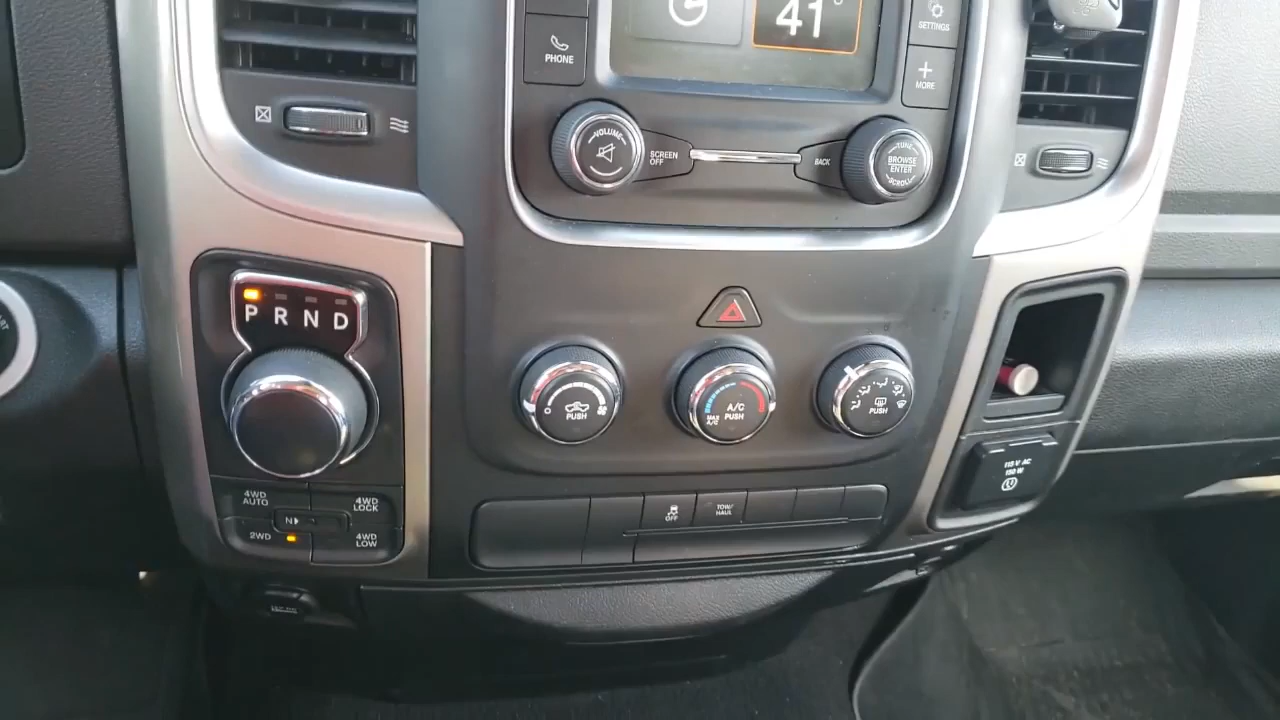 G
41°
SETTINGS
PHONE
MORE
VOLUME
SCREEN
OFF
BACK
TUNE
BROWSE
ENTER
SCROLL
P R N D
PUSH
A/C
PUSH
MAX
A/C
PUSH
115 V AC
150 W
4WD
AUTO
4WD
LOCK
N
2WD
4WD
LOW
OFF
TOW/
HAUL